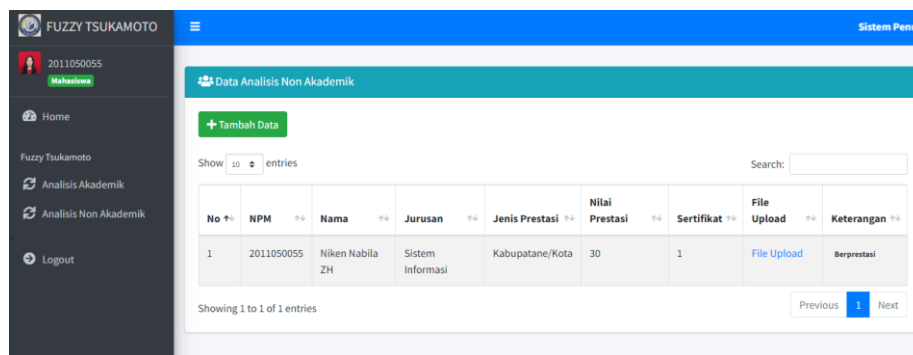 FUZZY TSUKAMOTO
Sistem Pen
2011050055
Mahasiswa
Home
Fuzzy Tsukamoto
Analisis Akademik
Analisis Non Akademik
Logout
Data Analisis Non Akademik
Tambah Data
Show 10 entries
Search:
No NPM Nama Jurusan Jenis Prestasi Nilai Prestasi Sertifikat File Upload Keterangan
1 2011050055 Niken Nabila ZH Sistem Informasi Kabupatane/Kota 30 1 File Upload Berprestasi
Showing 1 to 1 of 1 entries
Previous 1 Next